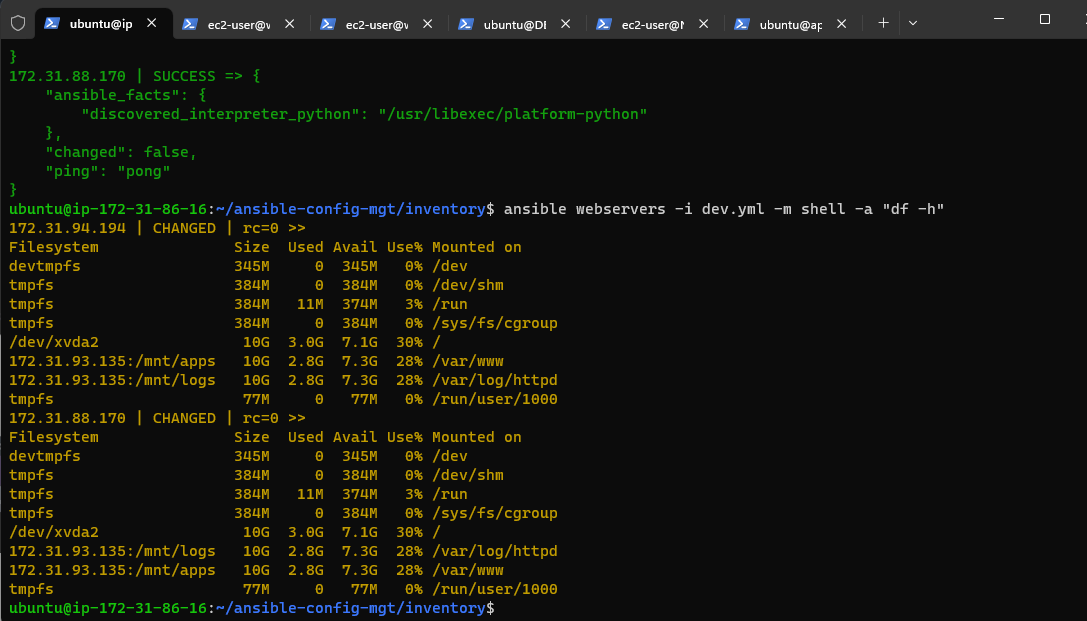 ubuntu@ip
ec2-user@
ec2-user@
ubuntu@
ec2-user@
ubuntu@ap
}
172.31.88.170 | SUCCESS => {
    "ansible_facts": {
        "discovered_interpreter_python": "/usr/libexec/platform-python"
    },
    "changed": false,
    "ping": "pong"
}
ubuntu@ip-172-31-86-16:~/ansible-config-mgt/inventory$ ansible webservers -i dev.yml -m shell -a "df -h"
172.31.94.194 | CHANGED | rc=0 >>
Filesystem               Size  Used Avail Use% Mounted on
devtmpfs                 345M     0  345M   0% /dev
tmpfs                    384M     0  384M   0% /dev/shm
tmpfs                    384M   11M  374M   3% /run
tmpfs                    384M     0  384M   0% /sys/fs/cgroup
/dev/xvda2                10G  3.0G  7.1G  30% /
172.31.93.135:/mnt/apps   10G  2.8G  7.3G  28% /var/www
172.31.93.135:/mnt/logs   10G  2.8G  7.3G  28% /var/log/httpd
tmpfs                     77M     0   77M   0% /run/user/1000
172.31.88.170 | CHANGED | rc=0 >>
Filesystem               Size  Used Avail Use% Mounted on
devtmpfs                 345M     0  345M   0% /dev
tmpfs                    384M     0  384M   0% /dev/shm
tmpfs                    384M   11M  374M   3% /run
tmpfs                    384M     0  384M   0% /sys/fs/cgroup
/dev/xvda2                10G  3.0G  7.1G  30% /
172.31.93.135:/mnt/logs   10G  2.8G  7.3G  28% /var/log/httpd
172.31.93.135:/mnt/apps   10G  2.8G  7.3G  28% /var/www
tmpfs                     77M     0   77M   0% /run/user/1000
ubuntu@ip-172-31-86-16:~/ansible-config-mgt/inventory$